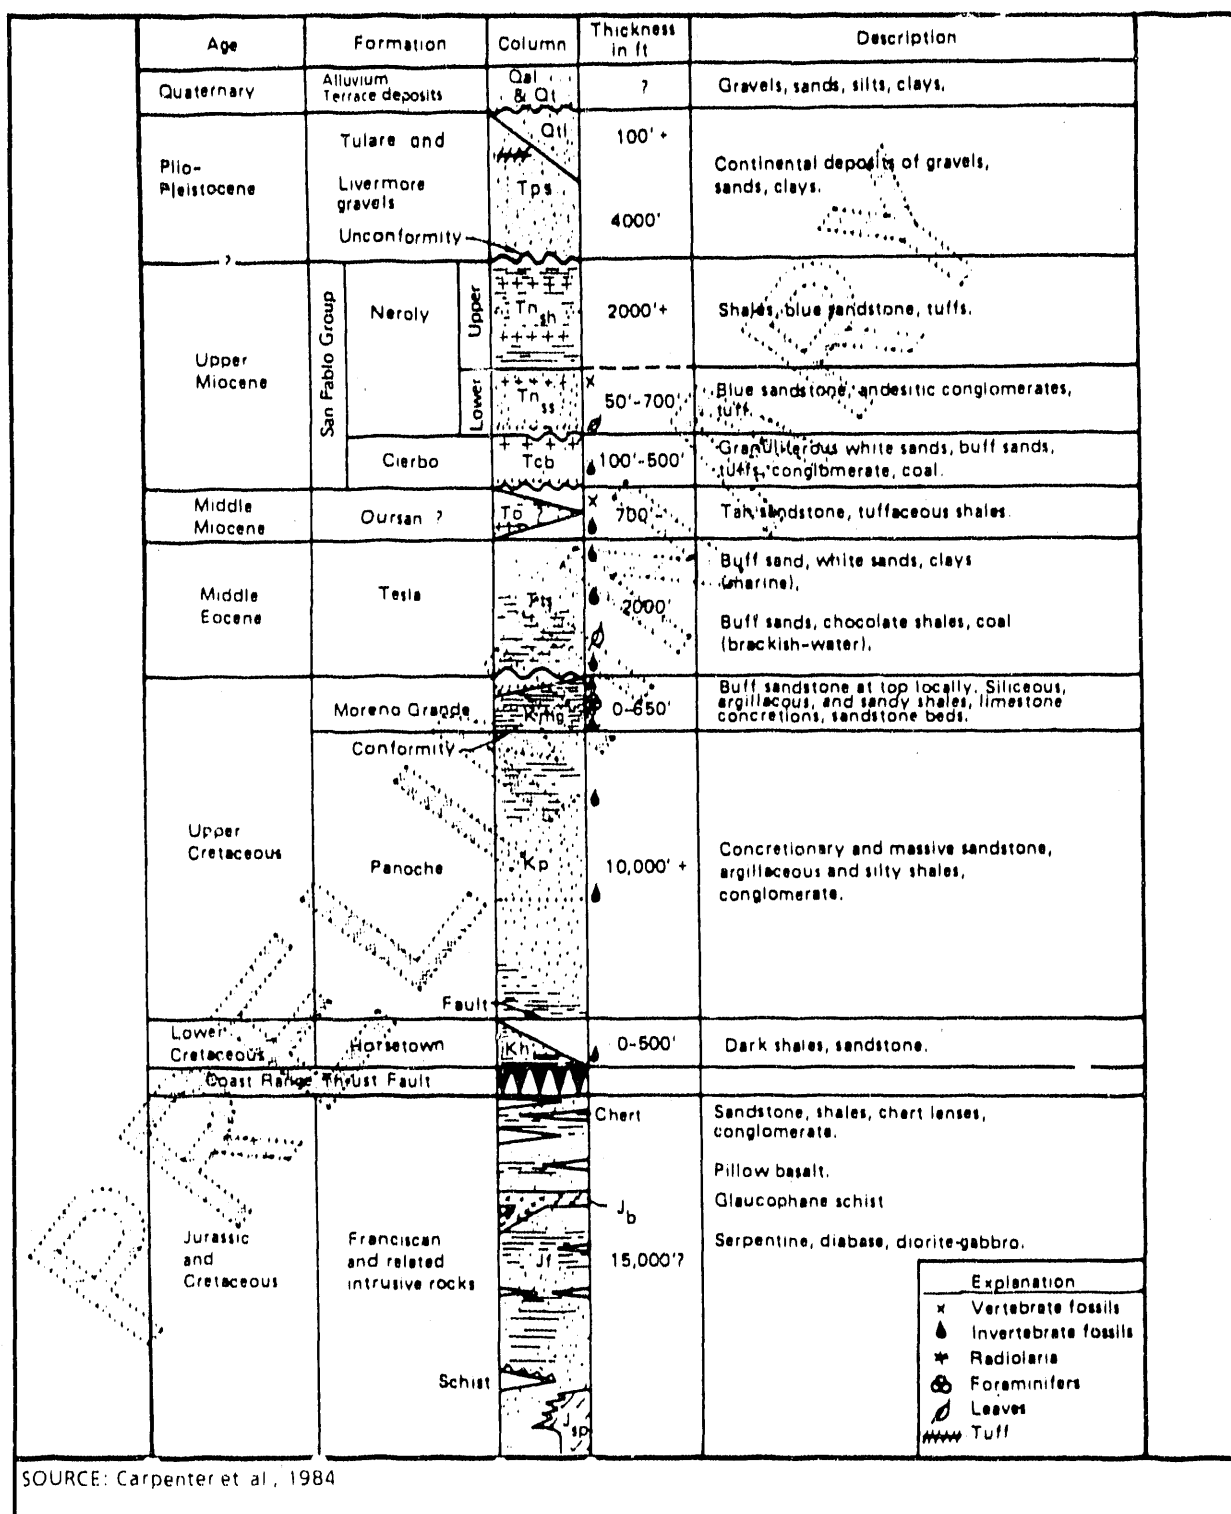 Age Formation Column Thickness in ft Description
Quaternary Alluvium Terrace deposits Qal & Qt ? Gravels, sands, silts, clays.
Plio-Pleistocene
Tulare and
Livermore gravels
Unconformity
Qtl
Tps
100' +
4000'
Continental deposits of gravels,
sands, clays.
?
Upper Miocene
San Pablo Group
Neroly
Upper
Tn sh
2000'+
Shales, blue sandstone, tuffs.
Lower
Tn ss
50'-700'
Blue sandstone, andesitic conglomerates,
tuff.
Cierbo
Tcb
100'-500'
white sands, buff sands,
tuffs, conglomerate, coal.
Middle Miocene
Oursan ?
To ?
700'
Tan sandstone, tuffaceous shales.
Middle Eocene
Tesla
Tts
2000'
Buff sand, white sands, clays
(marine).
Buff sands, chocolate shales, coal
(brackish-water).
Upper Cretaceous
Moreno Grande
Kmg
0-650'
Buff sandstone at top locally. Siliceous,
argillacous, and sandy shales, limestone
concretions, sandstone beds.
Conformity
Panoche
Kp
10,000' +
Concretionary and massive sandstone,
argillaceous and silty shales,
conglomerate.
Fault
Lower Cretaceous
Horsetown
Kh
0-500'
Dark shales, sandstone.
Coast Range Thrust Fault
Jurassic and Cretaceous
Franciscan and related intrusive rocks
Chert
Jb
Jf
Schist
Jsp
15,000'?
Sandstone, shales, chert lenses,
conglomerate.
Pillow basalt.
Glaucophane schist
Serpentine, diabase, diorite-gabbro.
Explanation
x Vertebrate fossils
Invertebrate fossils
Radiolaria
Foraminifers
Leaves
Tuff
SOURCE: Carpenter et al, 1984